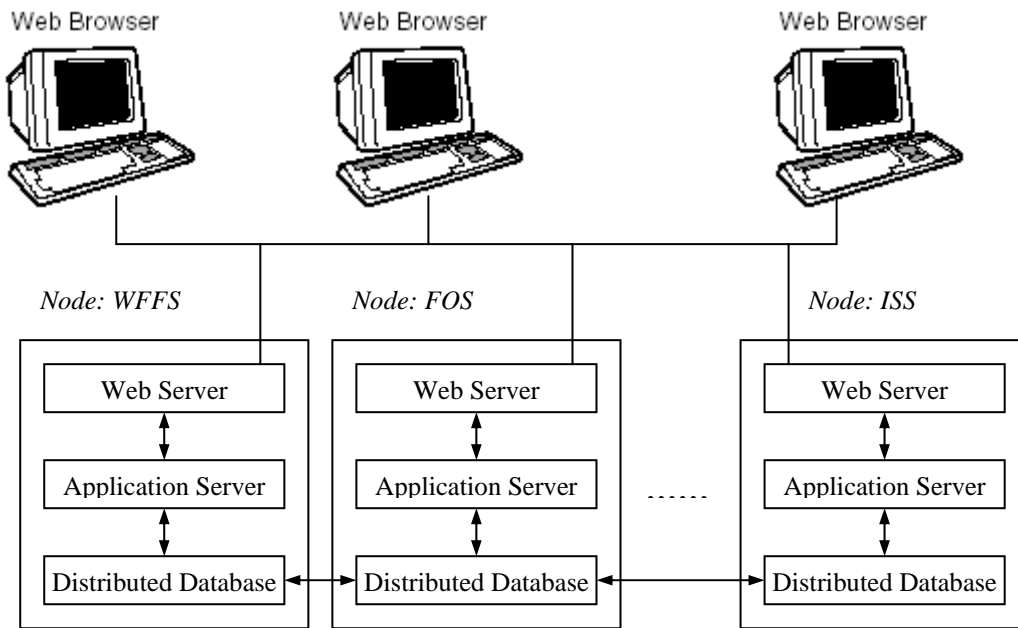 Web Browser
Web Browser
Web Browser
Node: WFFS
Node: FOS
Node: ISS
Web Server
Web Server
Web Server
Application Server
Application Server
......
Application Server
Distributed Database
Distributed Database
Distributed Database